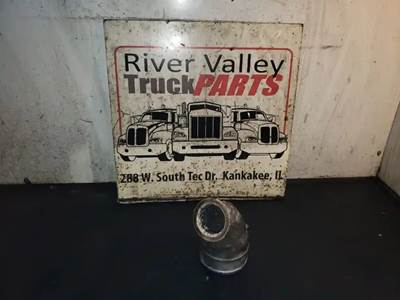 River Valley
TruckPARTS
288 W. South Tec Dr. Kankakee, IL